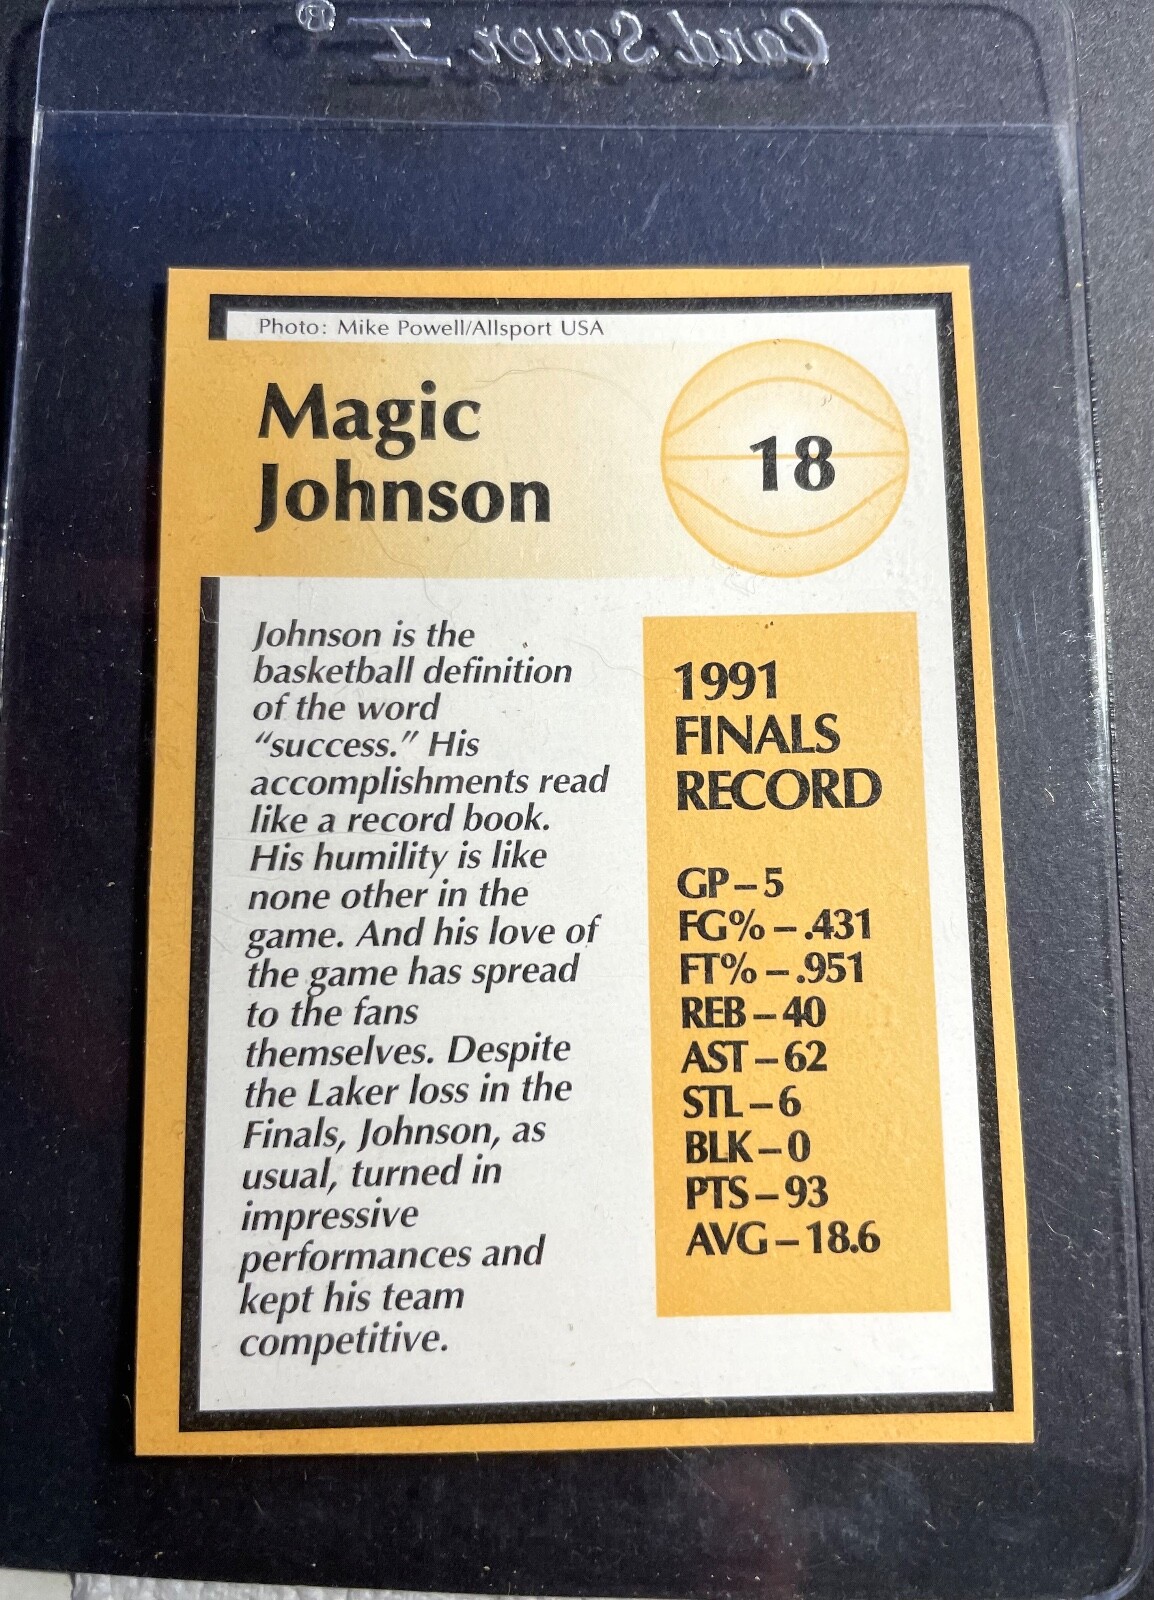 Card Saver I®
Photo: Mike Powell/Allsport USA
Magic
Johnson
18
Johnson is the
basketball definition
of the word
“success.” His
accomplishments read
like a record book.
His humility is like
none other in the
game. And his love of
the game has spread
to the fans
themselves. Despite
the Laker loss in the
Finals, Johnson, as
usual, turned in
impressive
performances and
kept his team
competitive.
1991
FINALS
RECORD
GP–5
FG%–.431
FT%–.951
REB–40
AST–62
STL–6
BLK–0
PTS–93
AVG–18.6